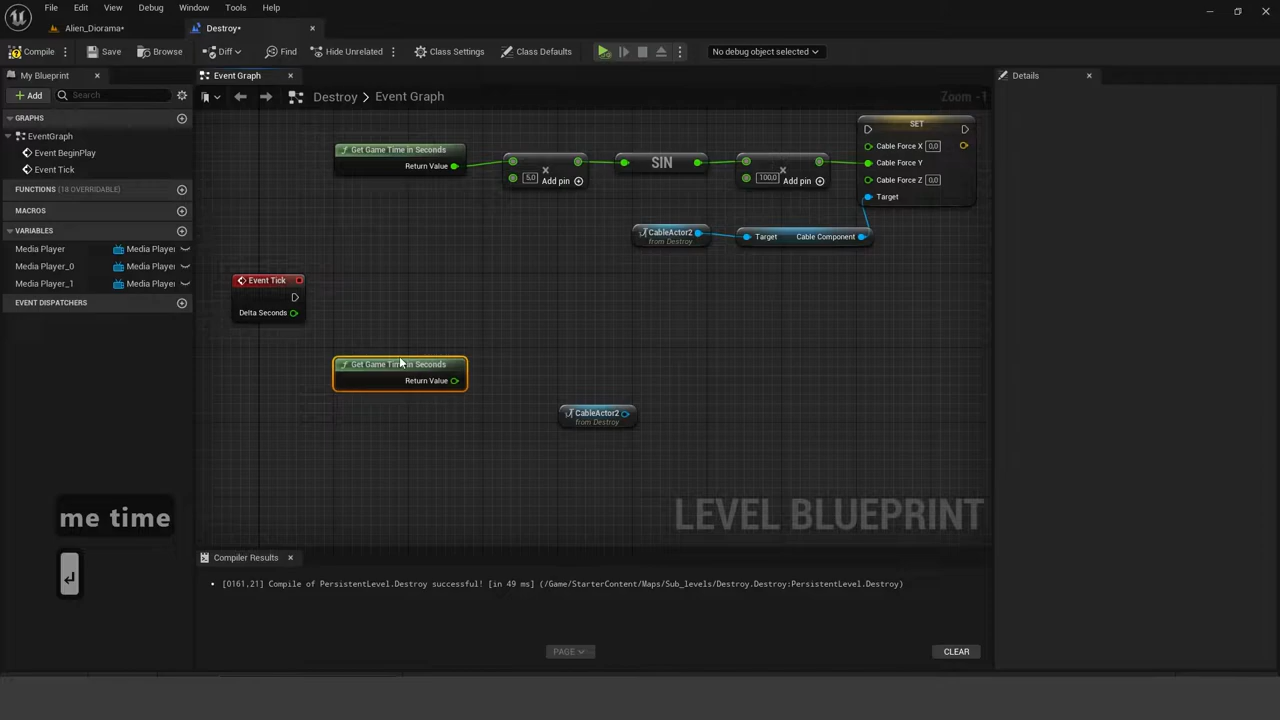 File Edit View Debug Window Tools Help
Alien_Diorama•
Destroy•
Compile Save Browse Diff Find Hide Unrelated Class Settings Class Defaults No debug object selected
My Blueprint
Event Graph
Details
Add Search
Destroy > Event Graph
Zoom -1
GRAPHS
EventGraph
Event BeginPlay
Event Tick
FUNCTIONS (18 OVERRIDABLE)
MACROS
VARIABLES
Media Player Media Player
Media Player_0 Media Player
Media Player_1 Media Player
EVENT DISPATCHERS
Get Game Time in Seconds
Return Value
5,0 Add pin
SIN
100,0 Add pin
SET
Cable Force X 0,0
Cable Force Y
Cable Force Z 0,0
Target
CableActor2
from Destroy
Target Cable Component
Event Tick
Delta Seconds
Get Game Time in Seconds
Return Value
CableActor2
from Destroy
LEVEL BLUEPRINT
me time
Compiler Results
[0161,21] Compile of PersistentLevel.Destroy successful! [in 49 ms] (/Game/StarterContent/Maps/Sub_levels/Destroy.Destroy:PersistentLevel.Destroy)
PAGE
CLEAR